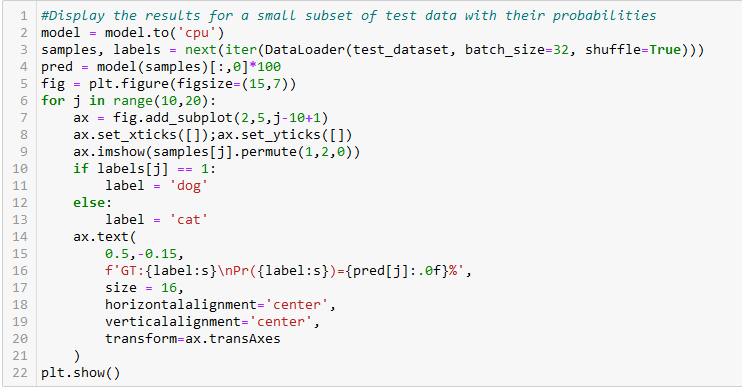 1 #Display the results for a small subset of test data with their probabilities
2 model = model.to('cpu')
3 samples, labels = next(iter(DataLoader(test_dataset, batch_size=32, shuffle=True)))
4 pred = model(samples)[:,0]*100
5 fig = plt.figure(figsize=(15,7))
6 for j in range(10,20):
7     ax = fig.add_subplot(2,5,j-10+1)
8     ax.set_xticks([]);ax.set_yticks([])
9     ax.imshow(samples[j].permute(1,2,0))
10     if labels[j] == 1:
11         label = 'dog'
12     else:
13         label = 'cat'
14     ax.text(
15         0.5,-0.15,
16         f'GT:{label:s}\nPr({label:s})={pred[j]:.0f}%',
17         size = 16,
18         horizontalalignment='center',
19         verticalalignment='center',
20         transform=ax.transAxes
21     )
22 plt.show()